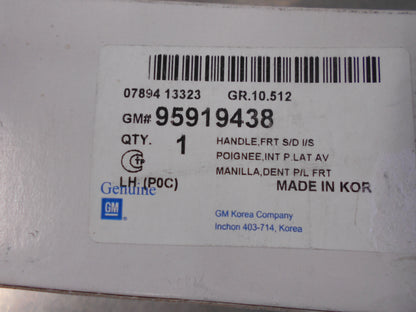 07894 13323 GR.10.512
GM# 95919438
QTY. 1 HANDLE,FRT S/D I/S
POIGNEE,INT P.LAT AV
MANILLA,DENT P/L FRT
LH (P0C) MADE IN KOR
Genuine
GM
GM Korea Company
Inchon 403-714, Korea